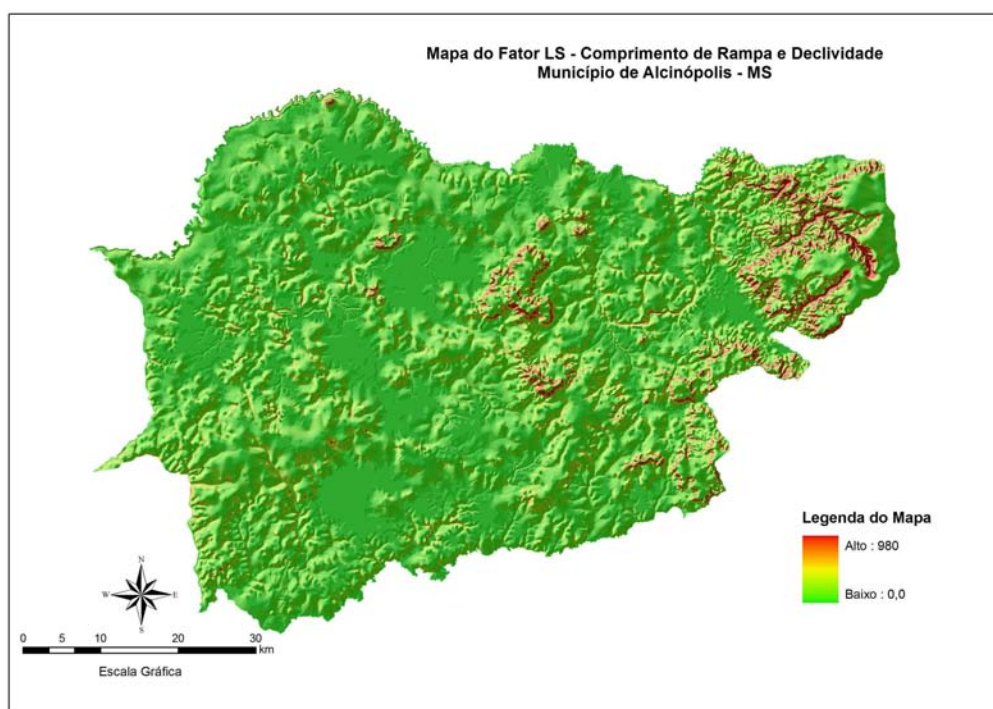 Mapa do Fator LS - Comprimento de Rampa e Declividade
Município de Alcinópolis - MS
Legenda do Mapa
Alto : 980
Baixo : 0,0
N
W E
S
0 5 10 20 30
km
Escala Gráfica